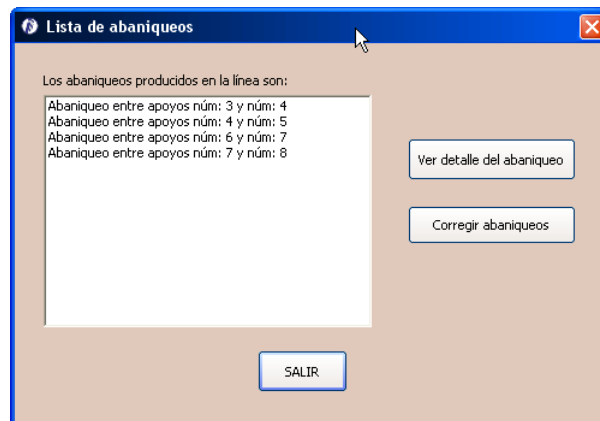 Lista de abaniqueos
Los abaniqueos producidos en la línea son:
Abaniqueo entre apoyos núm: 3 y núm: 4
Abaniqueo entre apoyos núm: 4 y núm: 5
Abaniqueo entre apoyos núm: 6 y núm: 7
Abaniqueo entre apoyos núm: 7 y núm: 8
Ver detalle del abaniqueo
Corregir abaniqueos
SALIR